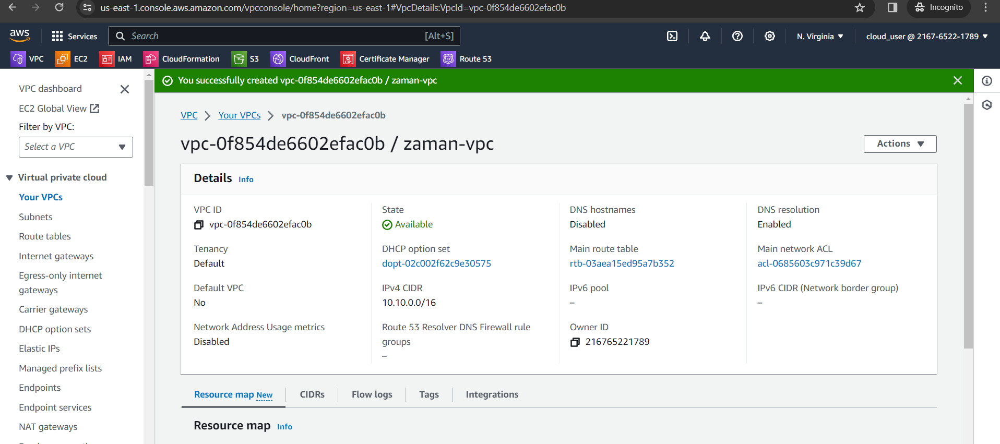 us-east-1.console.aws.amazon.com/vpcconsole/home?region=us-east-1#VpcDetails:VpcId=vpc-0f854de6602efac0b
Incognito
aws
Services
Search
[Alt+S]
N. Virginia
cloud_user @ 2167-6522-1789
VPC
EC2
IAM
CloudFormation
S3
CloudFront
Certificate Manager
Route 53
VPC dashboard
EC2 Global View
Filter by VPC:
Select a VPC
Virtual private cloud
Your VPCs
Subnets
Route tables
Internet gateways
Egress-only internet
gateways
Carrier gateways
DHCP option sets
Elastic IPs
Managed prefix lists
Endpoints
Endpoint services
NAT gateways
You successfully created vpc-0f854de6602efac0b / zaman-vpc
VPC
Your VPCs
vpc-0f854de6602efac0b
vpc-0f854de6602efac0b / zaman-vpc
Actions
Details Info
VPC ID
vpc-0f854de6602efac0b
State
Available
DNS hostnames
Disabled
DNS resolution
Enabled
Tenancy
Default
DHCP option set
dopt-02c002f62c9e30575
Main route table
rtb-03aea15ed95a7b352
Main network ACL
acl-0685603c971c39d67
Default VPC
No
IPv4 CIDR
10.10.0.0/16
IPv6 pool
–
IPv6 CIDR (Network border group)
–
Network Address Usage metrics
Disabled
Route 53 Resolver DNS Firewall rule
groups
–
Owner ID
216765221789
Resource map New
CIDRs
Flow logs
Tags
Integrations
Resource map Info